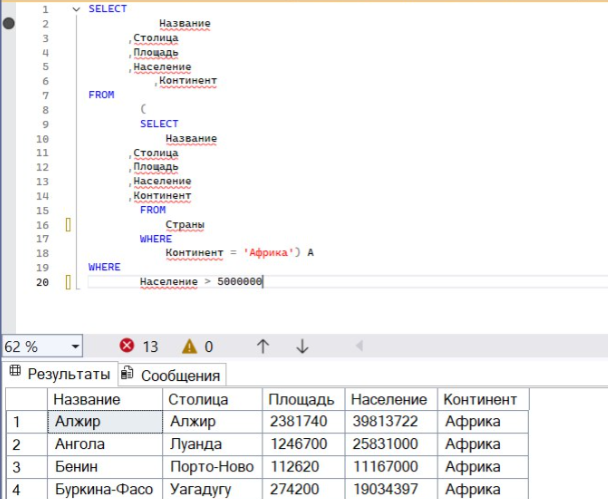 1 SELECT
2 Название
3 ,Столица
4 ,Площадь
5 ,Население
6 ,Континент
7 FROM
8 (
9 SELECT
10 Название
11 ,Столица
12 ,Площадь
13 ,Население
14 ,Континент
15 FROM
16 Страны
17 WHERE
18 Континент = 'Африка') A
19 WHERE
20 Население > 5000000
62 % 13 0
Результаты Сообщения
Название Столица Площадь Население Континент
1 Алжир Алжир 2381740 39813722 Африка
2 Ангола Луанда 1246700 25831000 Африка
3 Бенин Порто-Ново 112620 11167000 Африка
4 Буркина-Фасо Уагадугу 274200 19034397 Африка